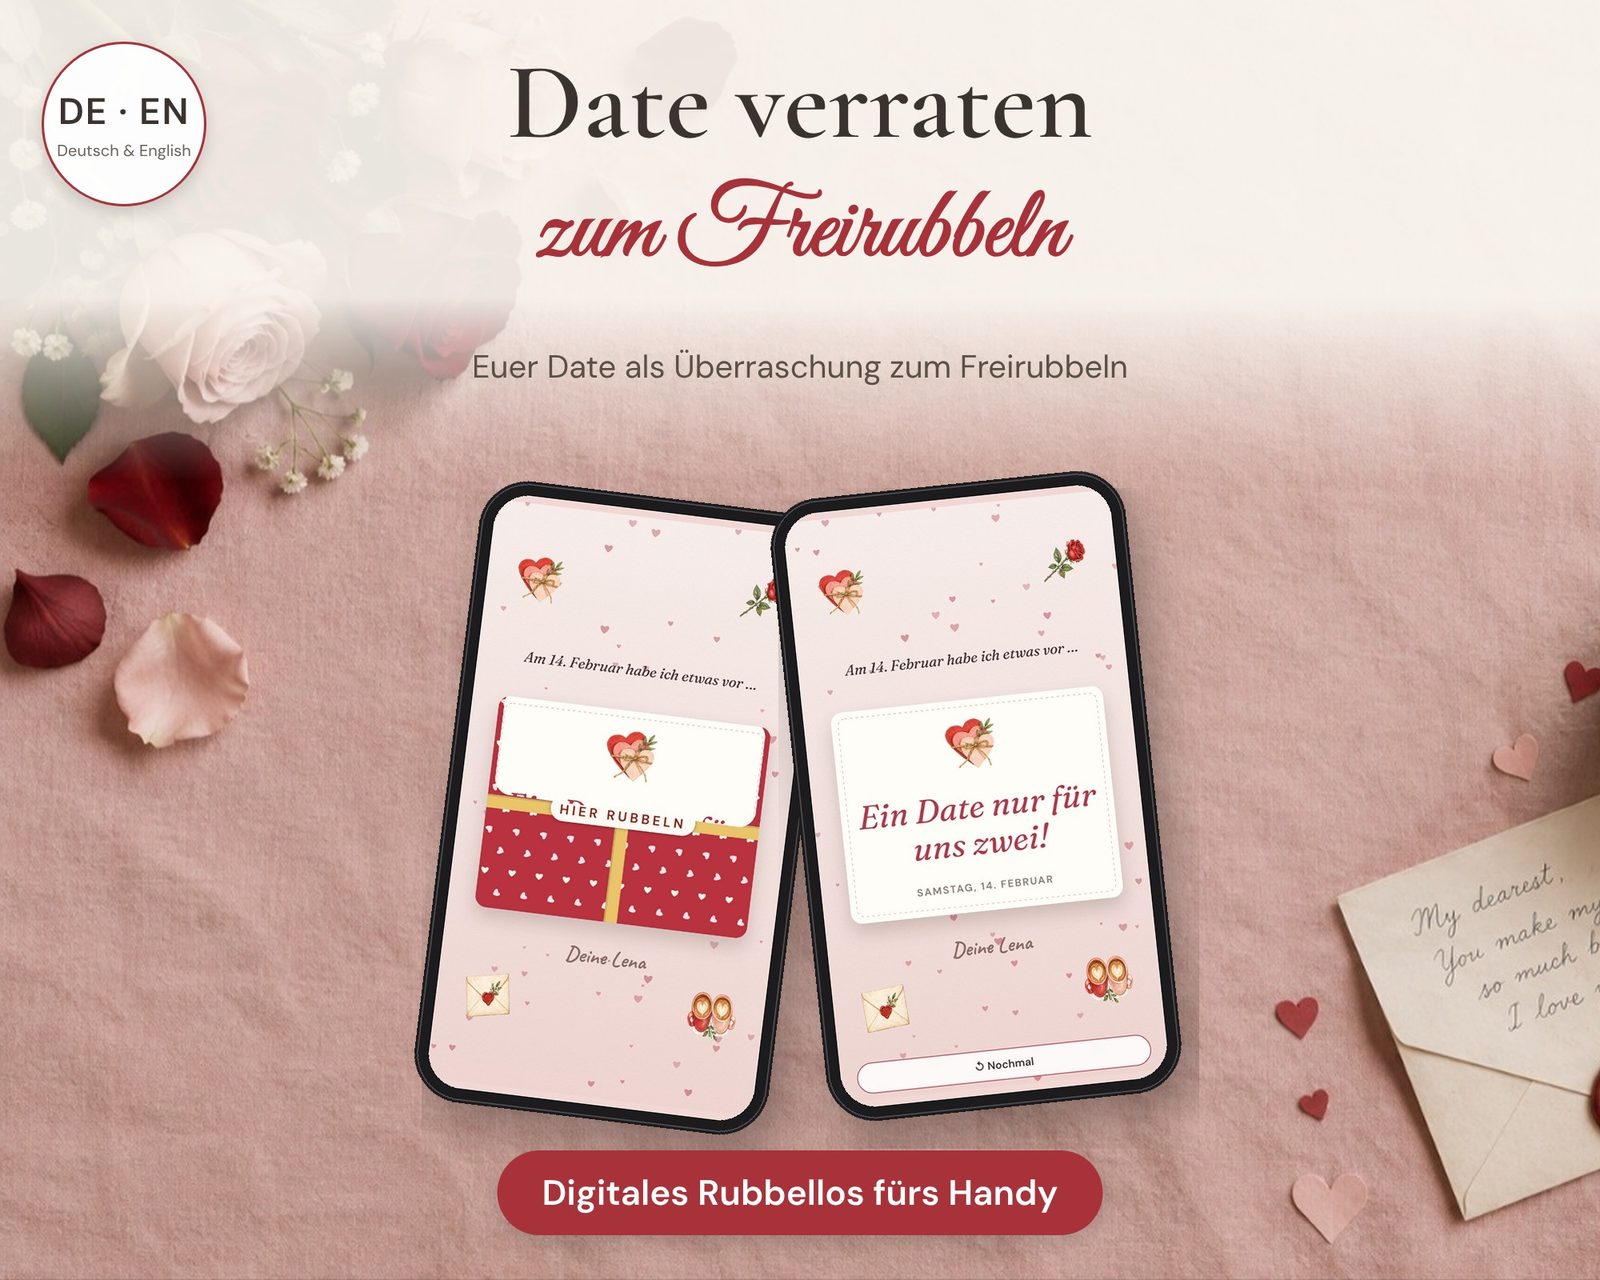 DE · EN
Deutsch & English
Date verraten
zum Freirubbeln
Euer Date als Überraschung zum Freirubbeln
Am 14. Februar habe ich etwas vor ...
HIER RUBBELN
Deine Lena
Am 14. Februar habe ich etwas vor ...
Ein Date nur für
uns zwei!
SAMSTAG, 14. FEBRUAR
Deine Lena
↺ Nochmal
My dearest,
You make my
so much
I love
Digitales Rubbellos fürs Handy